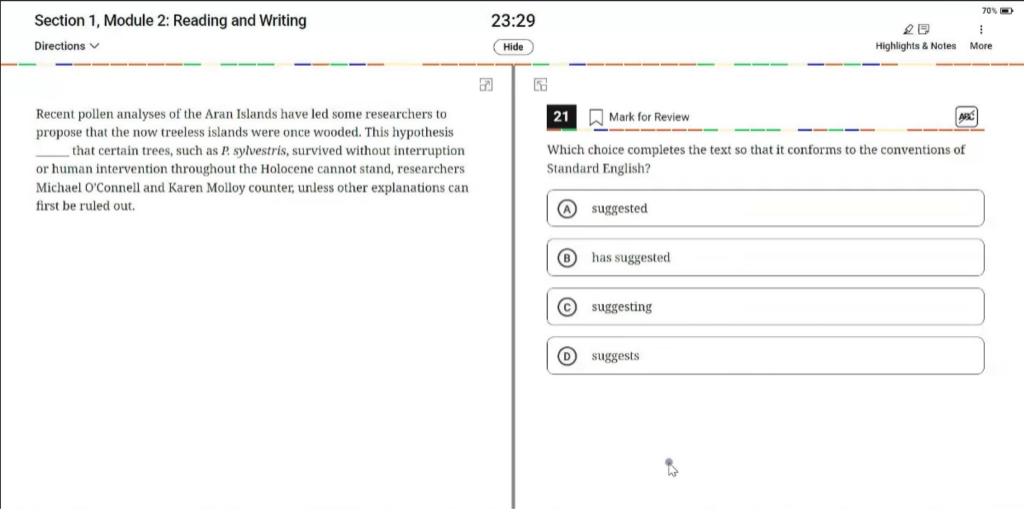 Section 1, Module 2: Reading and Writing
23:29
70%
Directions
Hide
Highlights & Notes
More
Recent pollen analyses of the Aran Islands have led some researchers to
propose that the now treeless islands were once wooded. This hypothesis
______ that certain trees, such as P. sylvestris, survived without interruption
or human intervention throughout the Holocene cannot stand, researchers
Michael O'Connell and Karen Molloy counter, unless other explanations can
first be ruled out.
21
Mark for Review
ABC
Which choice completes the text so that it conforms to the conventions of
Standard English?
A suggested
B has suggested
C suggesting
D suggests